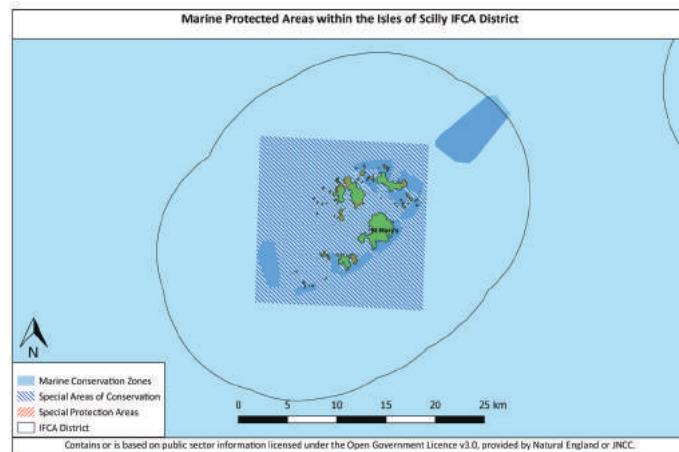 Marine Protected Areas within the Isles of Scilly IFCA District
St Mary's
N
Marine Conservation Zones
Special Areas of Conservation
Special Protection Areas
IFCA District
0 5 10 15 20 25 km
Contains or is based on public sector information licensed under the Open Government Licence v3.0, provided by Natural England or JNCC.